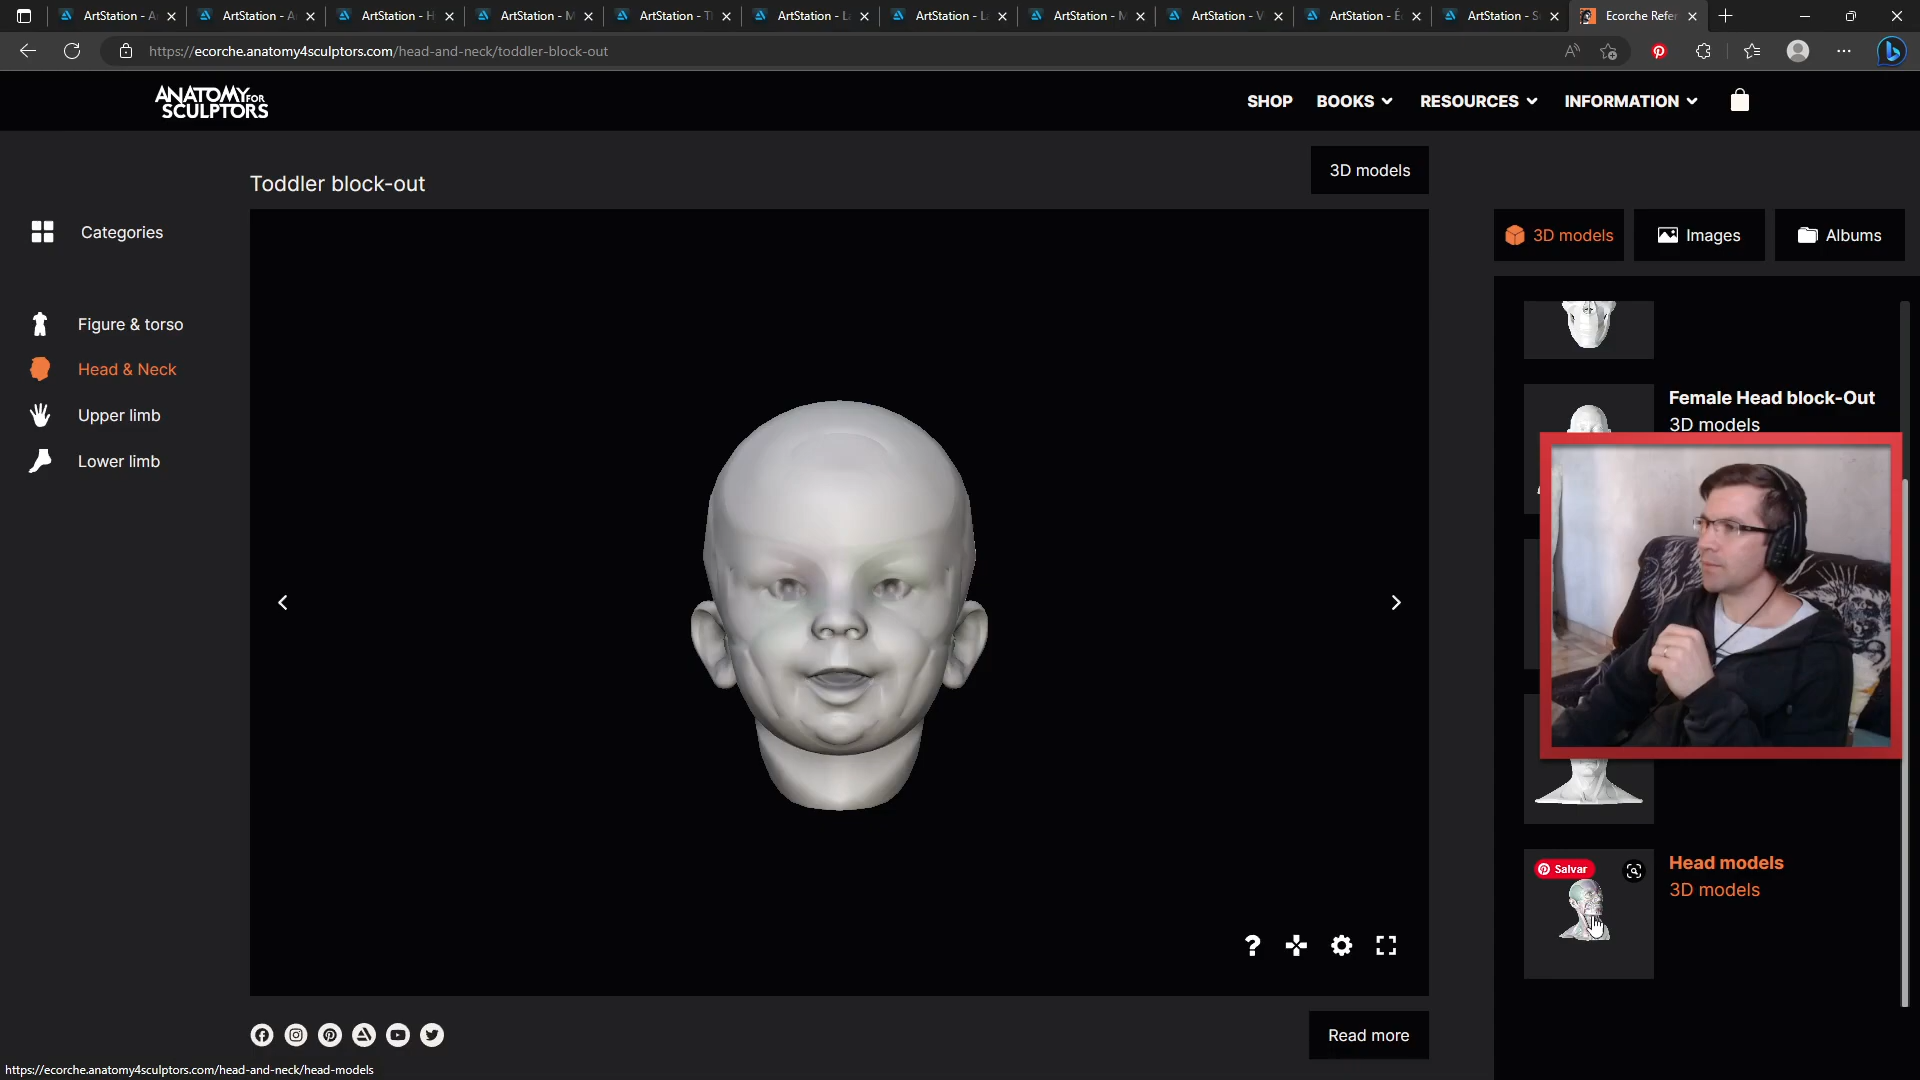 ArtStation - A
ArtStation - A
ArtStation - H
ArtStation - M
ArtStation - T
ArtStation - L
ArtStation - L
ArtStation - M
ArtStation - V
ArtStation - É
ArtStation - S
Ecorche Refer
https://ecorche.anatomy4sculptors.com/head-and-neck/toddler-block-out
ANATOMY FOR
SCULPTORS
SHOP
BOOKS
RESOURCES
INFORMATION
Toddler block-out
3D models
Categories
Figure & torso
Head & Neck
Upper limb
Lower limb
3D models
Images
Albums
Female Head block-Out
3D models
Salvar
Head models
3D models
?
Read more
https://ecorche.anatomy4sculptors.com/head-and-neck/head-models